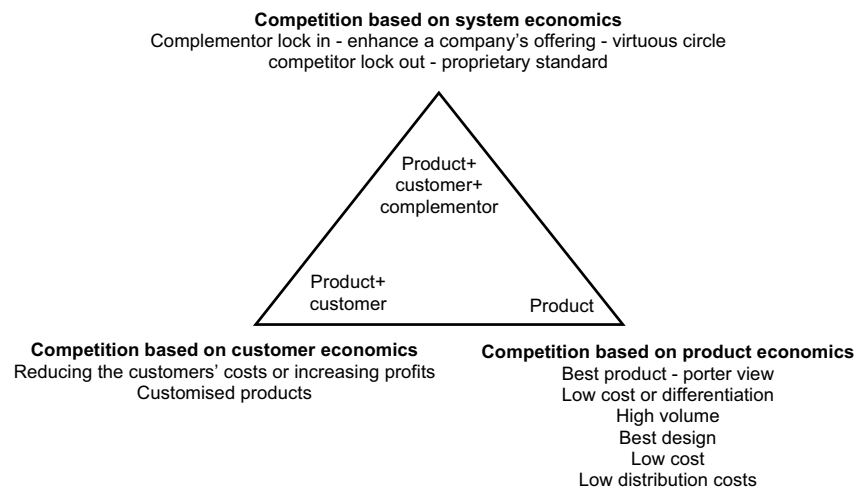 Competition based on system economics
Complementor lock in - enhance a company's offering - virtuous circle
competitor lock out - proprietary standard
Product+
customer+
complementor
Product+
customer
Product
Competition based on customer economics
Reducing the customers' costs or increasing profits
Customised products
Competition based on product economics
Best product - porter view
Low cost or differentiation
High volume
Best design
Low cost
Low distribution costs